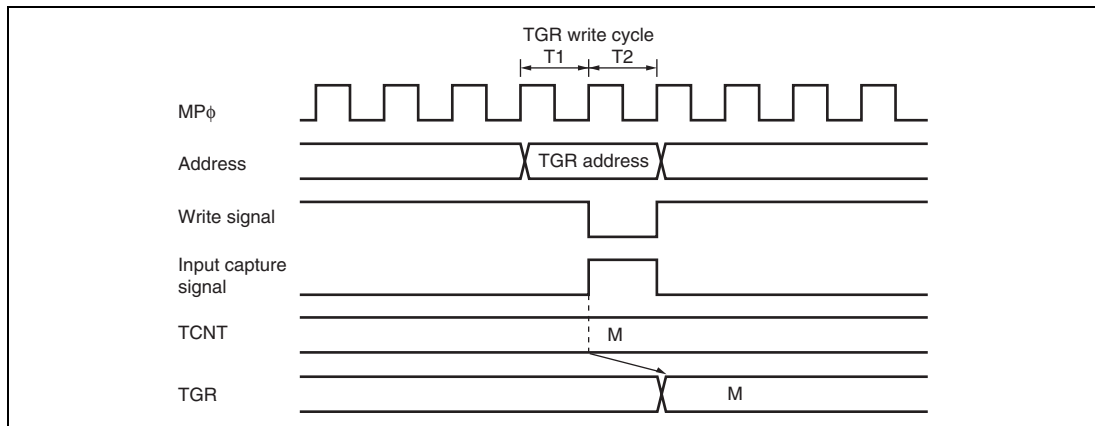 TGR write cycle
T1 T2
MPφ
Address TGR address
Write signal
Input capture
signal
TCNT M
TGR M